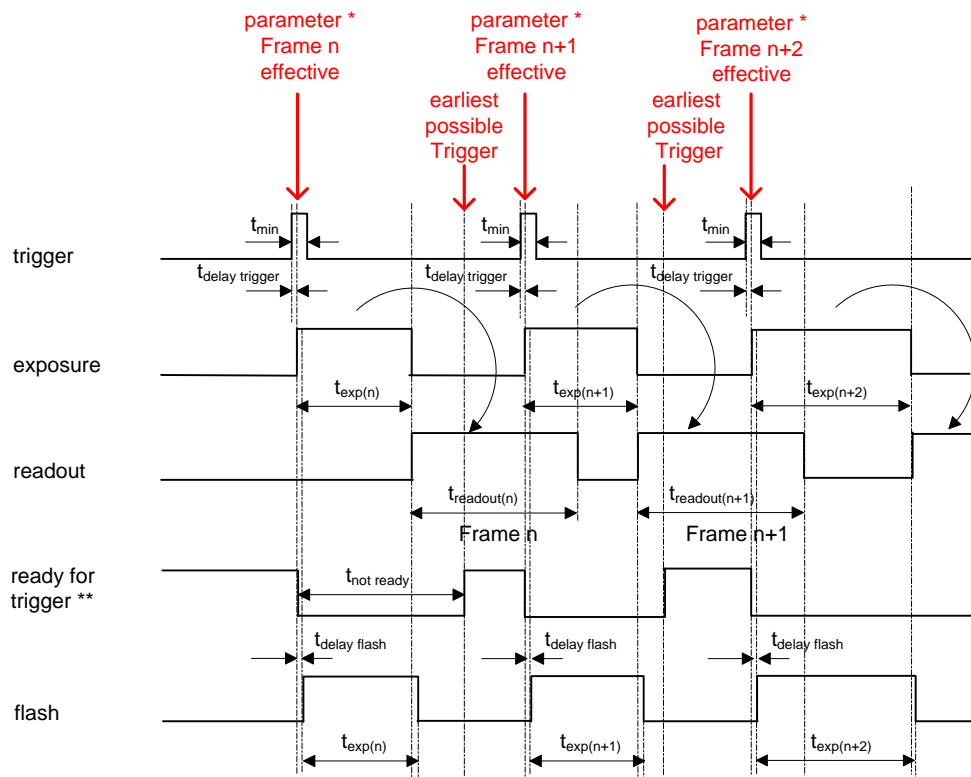 parameter *
Frame n
effective
parameter *
Frame n+1
effective
parameter *
Frame n+2
effective
earliest
possible
Trigger
earliest
possible
Trigger
trigger
tmin
tmin
tmin
tdelay trigger
tdelay trigger
tdelay trigger
exposure
texp(n)
texp(n+1)
texp(n+2)
readout
treadout(n)
treadout(n+1)
Frame n
Frame n+1
ready for
trigger **
tnot ready
tdelay flash
tdelay flash
tdelay flash
flash
texp(n)
texp(n+1)
texp(n+2)